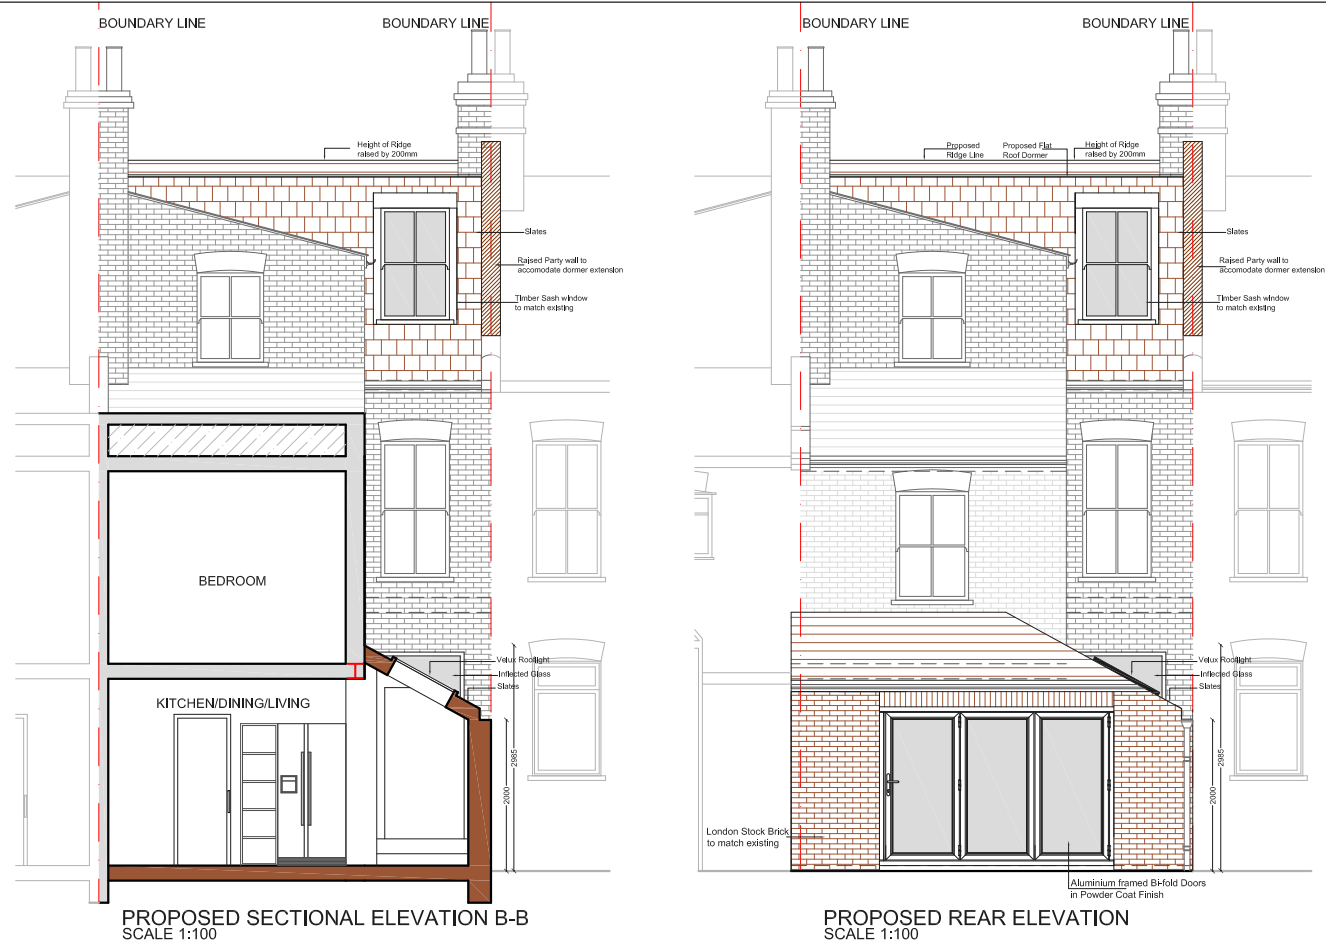 BOUNDARY LINE
BOUNDARY LINE
Height of Ridge
raised by 200mm
Slates
Raised Party wall to
accomodate dormer extension
Timber Sash window
to match existing
BEDROOM
KITCHEN/DINING/LIVING
Velux Rooflight
Inflected Glass
Slates
2985
2000
PROPOSED SECTIONAL ELEVATION B-B
SCALE 1:100
BOUNDARY LINE
BOUNDARY LINE
Proposed
Ridge Line
Proposed Flat
Roof Dormer
Height of Ridge
raised by 200mm
Slates
Raised Party wall to
accomodate dormer extension
Timber Sash window
to match existing
Velux Rooflight
Inflected Glass
Slates
2985
2000
London Stock Brick
to match existing
Aluminium framed Bi-fold Doors
in Powder Coat Finish
PROPOSED REAR ELEVATION
SCALE 1:100